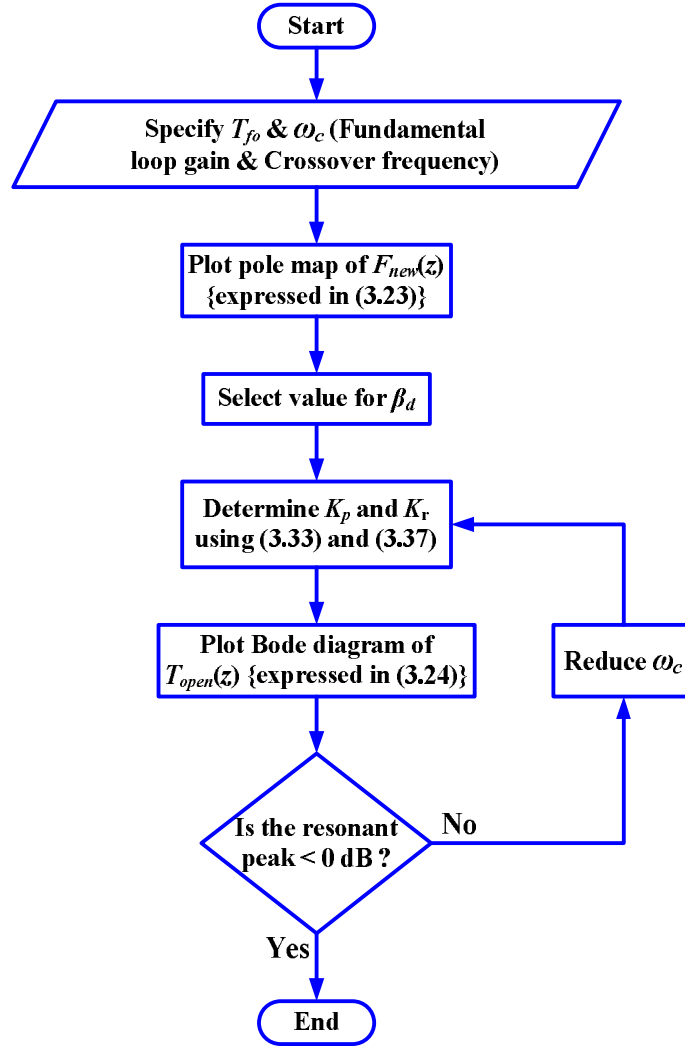 Start
Specify T_fo & ω_c (Fundamental
loop gain & Crossover frequency)
Plot pole map of F_new(z)
{expressed in (3.23)}
Select value for β_d
Determine K_p and K_r
using (3.33) and (3.37)
Plot Bode diagram of
T_open(z) {expressed in (3.24)}
Reduce ω_c
Is the resonant
peak < 0 dB ?
No
Yes
End